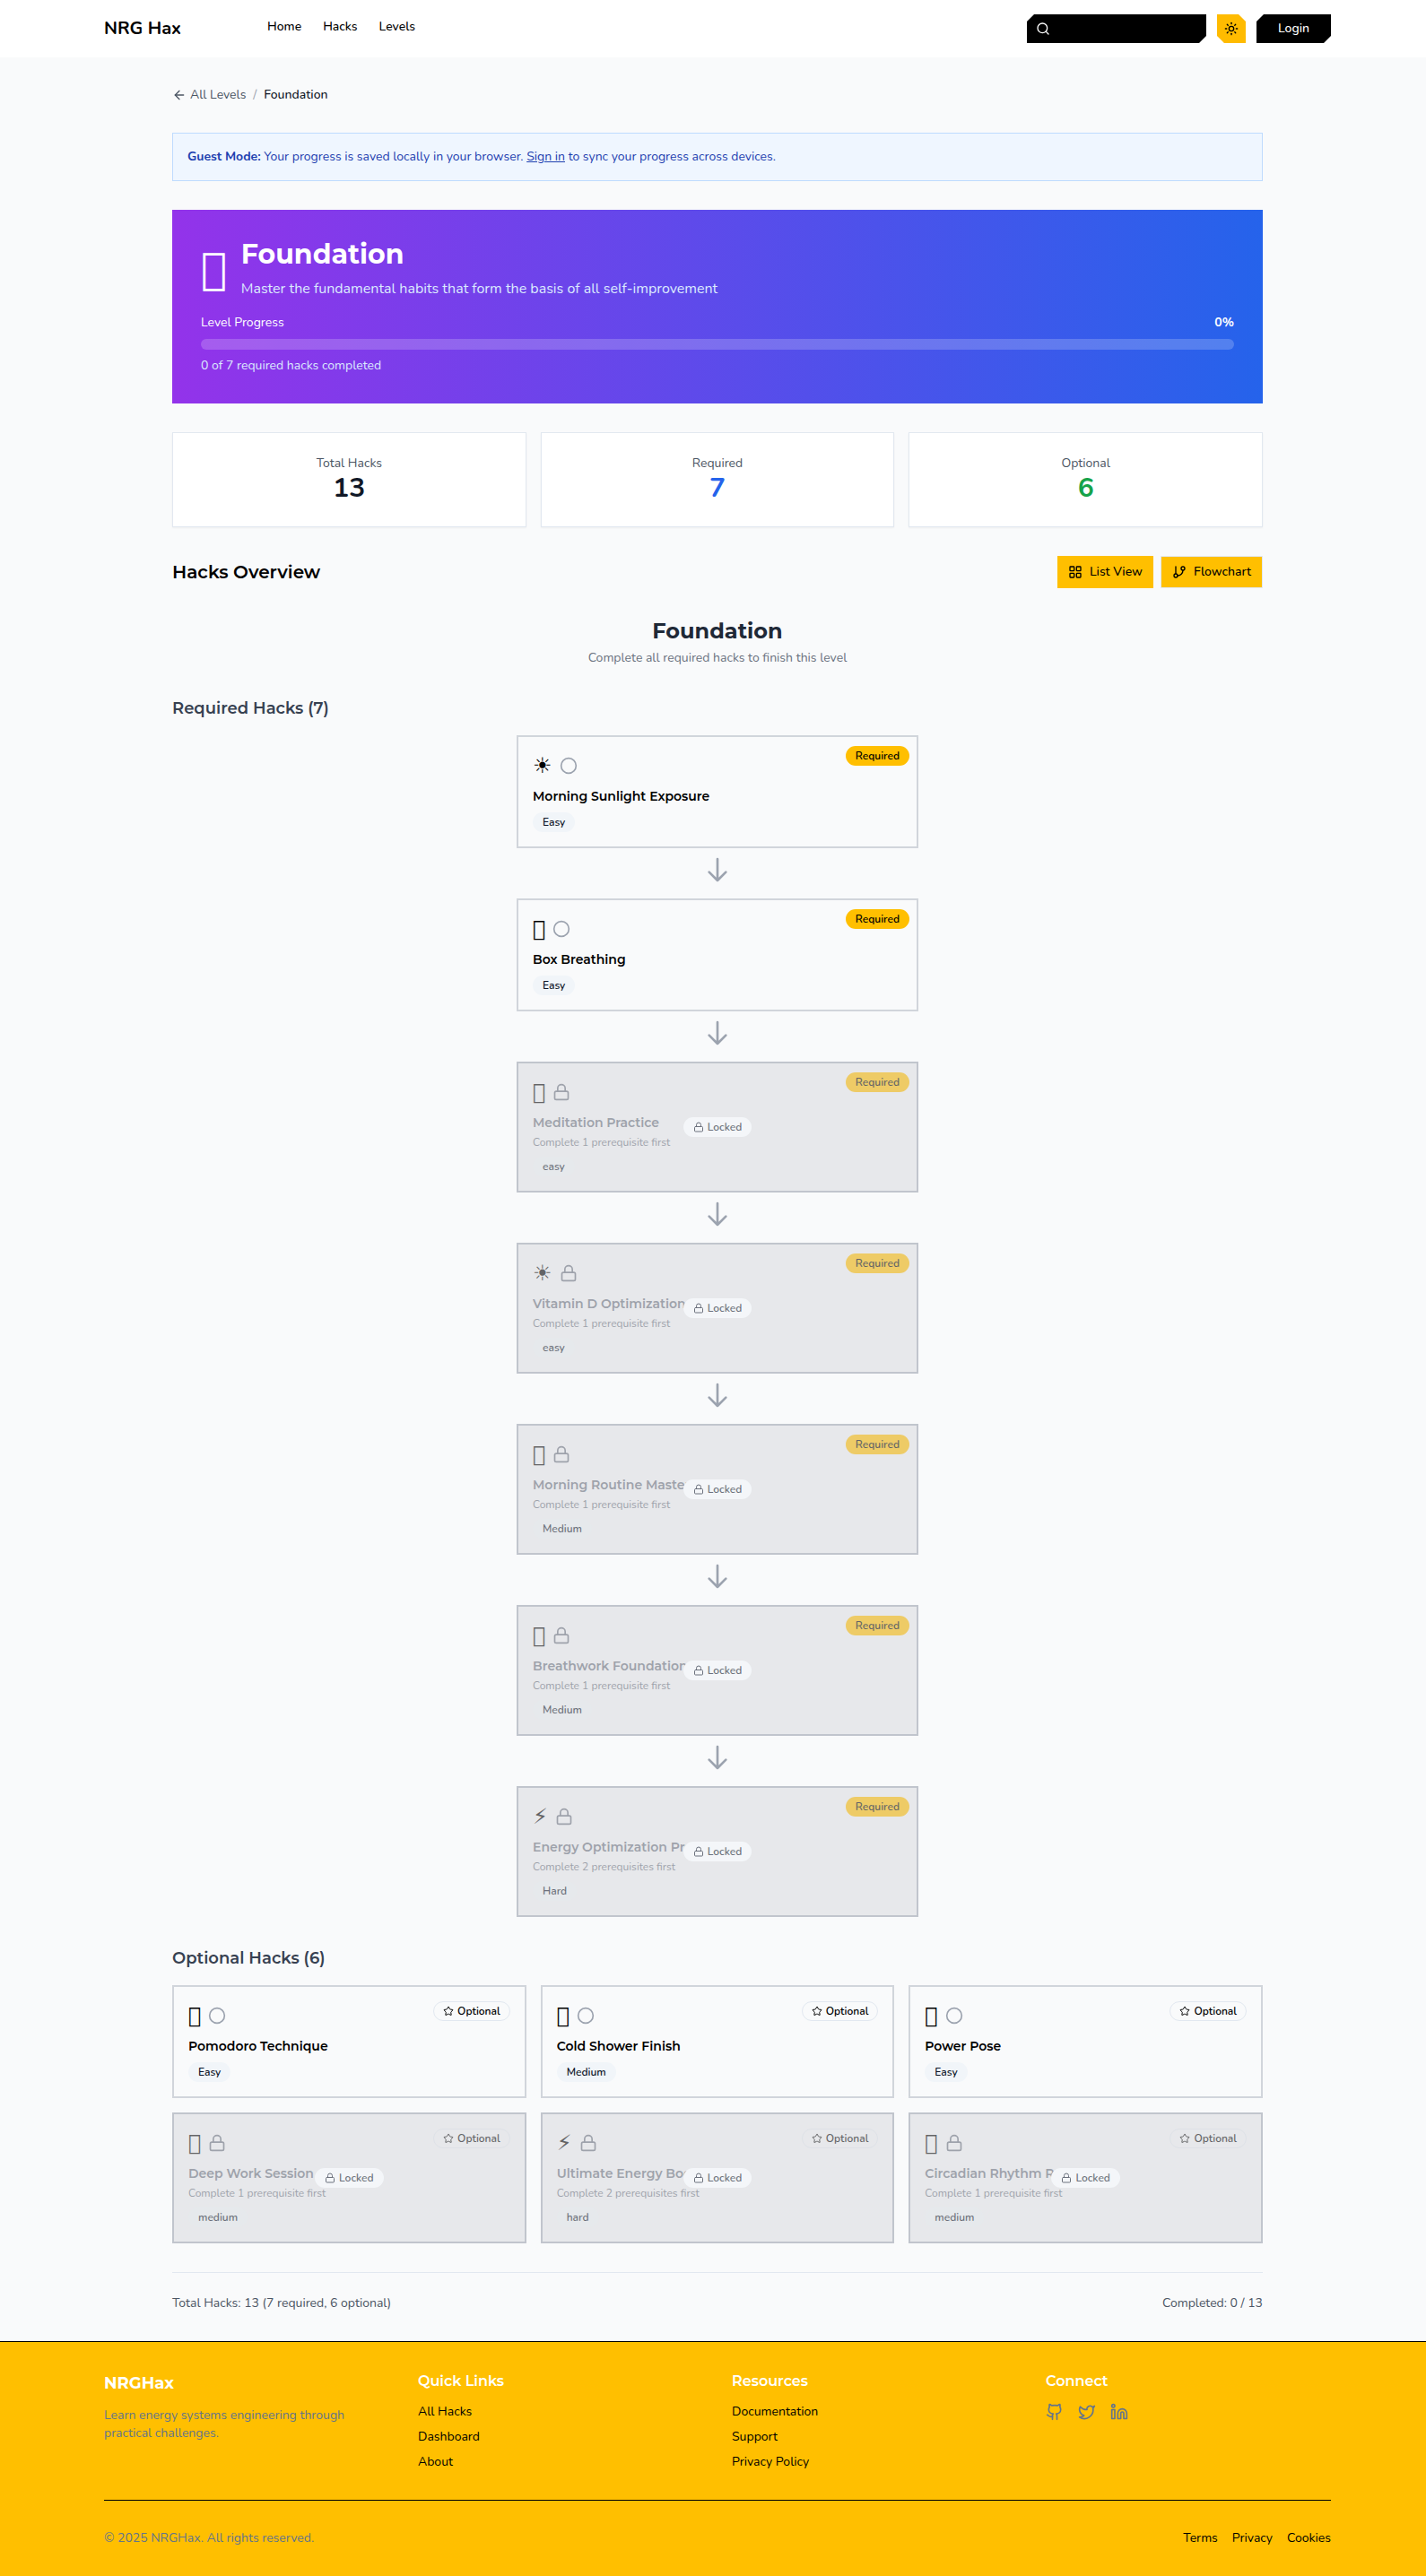 NRG Hax
Home Hacks Levels
Login
All Levels / Foundation
Guest Mode: Your progress is saved locally in your browser. Sign in to sync your progress across devices.
Foundation
Master the fundamental habits that form the basis of all self-improvement
Level Progress 0%
0 of 7 required hacks completed
Total Hacks
13
Required
7
Optional
6
Hacks Overview
List View Flowchart
Foundation
Complete all required hacks to finish this level
Required Hacks (7)
Required
Morning Sunlight Exposure
Easy
Required
Box Breathing
Easy
Required
Meditation Practice
Locked
Complete 1 prerequisite first
easy
Required
Vitamin D Optimization
Locked
Complete 1 prerequisite first
easy
Required
Morning Routine Maste
Locked
Complete 1 prerequisite first
Medium
Required
Breathwork Foundation
Locked
Complete 1 prerequisite first
Medium
Required
Energy Optimization Pr
Locked
Complete 2 prerequisites first
Hard
Optional Hacks (6)
Optional
Pomodoro Technique
Easy
Optional
Cold Shower Finish
Medium
Optional
Power Pose
Easy
Optional
Deep Work Session
Locked
Complete 1 prerequisite first
medium
Optional
Ultimate Energy Bo
Locked
Complete 2 prerequisites first
hard
Optional
Circadian Rhythm
Locked
Complete 1 prerequisite first
medium
Total Hacks: 13 (7 required, 6 optional)
Completed: 0 / 13
NRGHax
Learn energy systems engineering through
practical challenges.
Quick Links
All Hacks
Dashboard
About
Resources
Documentation
Support
Privacy Policy
Connect
© 2025 NRGHax. All rights reserved.
Terms Privacy Cookies